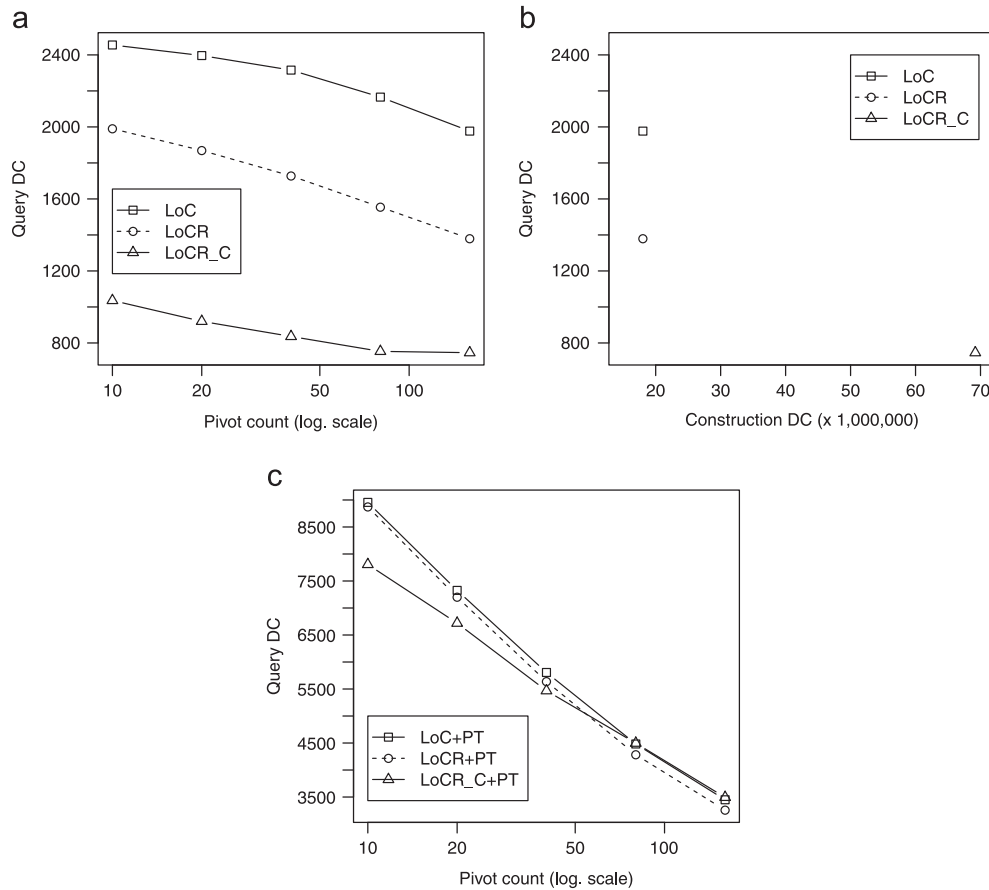 a
2400
2000
1600
1200
800
Query DC
LoC
LoCR
LoCR_C
10
20
50
100
Pivot count (log. scale)
b
2400
2000
1600
1200
800
Query DC
LoC
LoCR
LoCR_C
20
30
40
50
60
70
Construction DC (x 1,000,000)
c
8500
7500
6500
5500
4500
3500
Query DC
LoC+PT
LoCR+PT
LoCR_C+PT
10
20
50
100
Pivot count (log. scale)